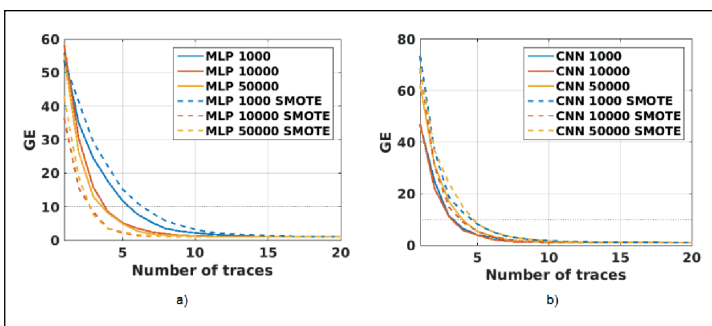 60
50
40
30
20
10
0
GE
5
10
15
20
Number of traces
MLP 1000
MLP 10000
MLP 50000
MLP 1000 SMOTE
MLP 10000 SMOTE
MLP 50000 SMOTE
a)
80
60
40
20
0
GE
5
10
15
20
Number of traces
CNN 1000
CNN 10000
CNN 50000
CNN 1000 SMOTE
CNN 10000 SMOTE
CNN 50000 SMOTE
b)